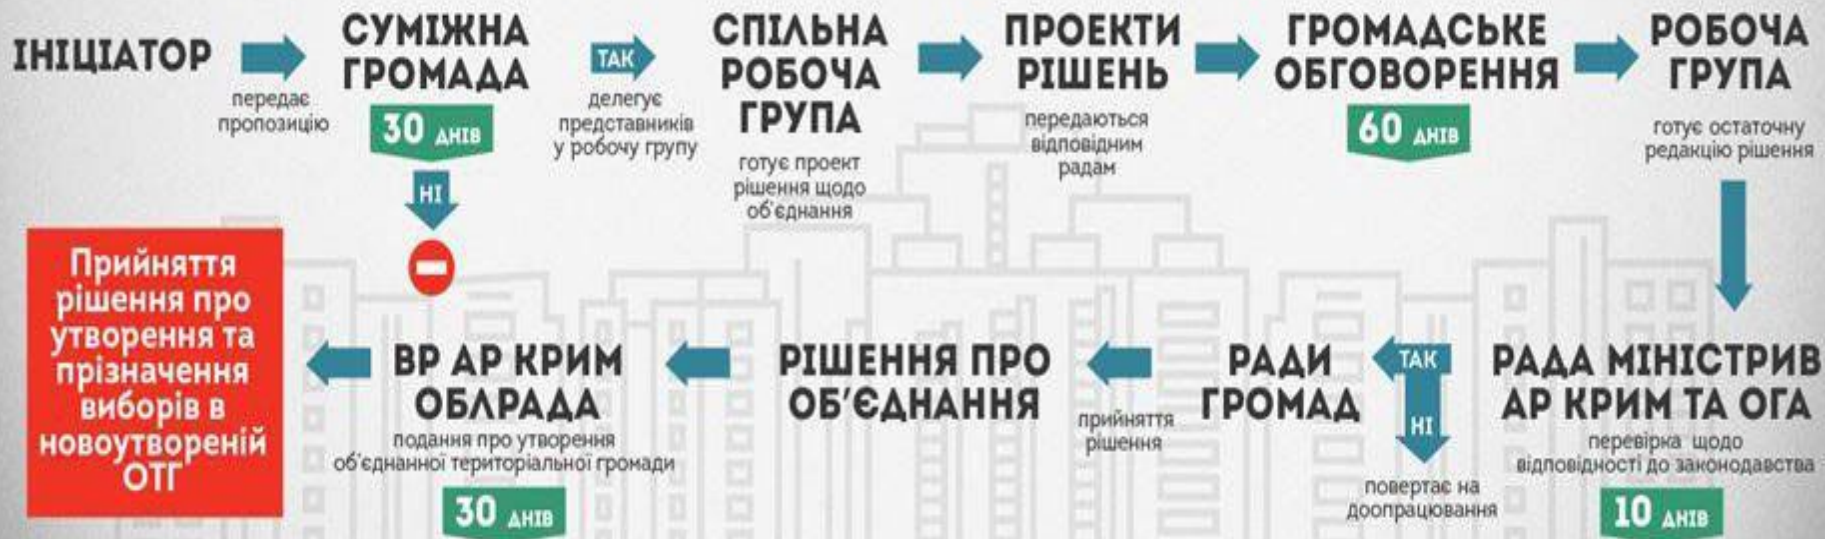 ІНІЦІАТОР
передає
пропозицію
СУМІЖНА
ГРОМАДА
30 ДНІВ
НІ
ТАК
делегує
представників
у робочу групу
СПІЛЬНА
РОБОЧА
ГРУПА
готує проект
рішення щодо
об'єднання
ПРОЕКТИ
РІШЕНЬ
передаються
відповідним
радам
ГРОМАДСЬКЕ
ОБГОВОРЕННЯ
60 ДНІВ
РОБОЧА
ГРУПА
готує остаточну
редакцію рішення
РАДА МІНІСТРИВ
АР КРИМ ТА ОГА
перевірка щодо
відповідності до законодавства
10 ДНІВ
ТАК
НІ
повертає на
доопрацювання
РАДИ
ГРОМАД
прийняття
рішення
РІШЕННЯ ПРО
ОБ'ЄДНАННЯ
ВР АР КРИМ
ОБЛРАДА
подання про утворення
об'єднанної територіальної громади
30 ДНІВ
Прийняття
рішення про
утворення та
прізначення
виборів в
новоутвореній
ОТГ